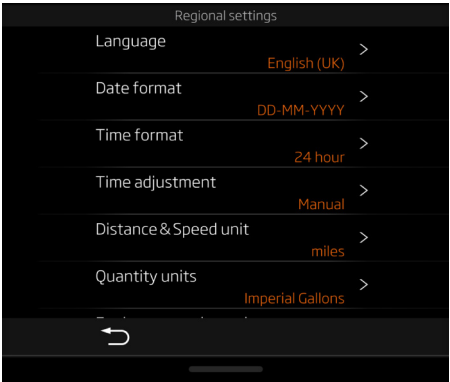 Regional settings
Language
English (UK)
Date format
DD-MM-YYYY
Time format
24 hour
Time adjustment
Manual
Distance & Speed unit
miles
Quantity units
Imperial Gallons